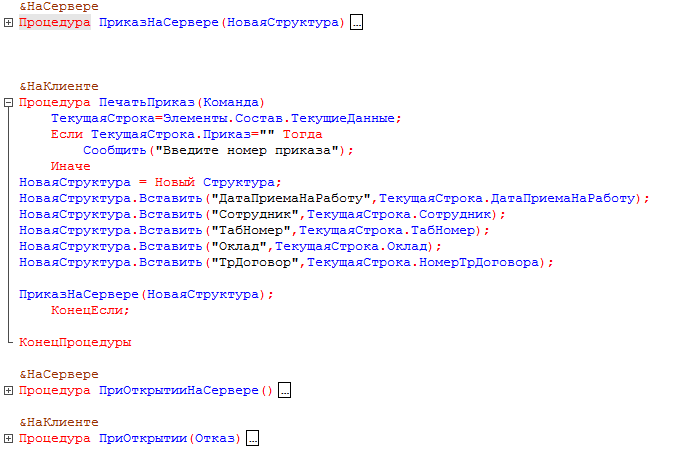 &НаСервере
Процедура ПриказНаСервере(НоваяСтруктура) ...
&НаКлиенте
Процедура ПечатьПриказ(Команда)
ТекущаяСтрока=Элементы.Состав.ТекущиеДанные;
Если ТекущаяСтрока.Приказ="" Тогда
Сообщить("Введите номер приказа");
Иначе
НоваяСтруктура = Новый Структура;
НоваяСтруктура.Вставить("ДатаПриемаНаРаботу",ТекущаяСтрока.ДатаПриемаНаРаботу);
НоваяСтруктура.Вставить("Сотрудник",ТекущаяСтрока.Сотрудник);
НоваяСтруктура.Вставить("ТабНомер",ТекущаяСтрока.ТабНомер);
НоваяСтруктура.Вставить("Оклад",ТекущаяСтрока.Оклад);
НоваяСтруктура.Вставить("ТрДоговор",ТекущаяСтрока.НомерТрДоговора);
ПриказНаСервере(НоваяСтруктура);
КонецЕсли;
КонецПроцедуры
&НаСервере
Процедура ПриОткрытииНаСервере() ...
&НаКлиенте
Процедура ПриОткрытии(Отказ) ...